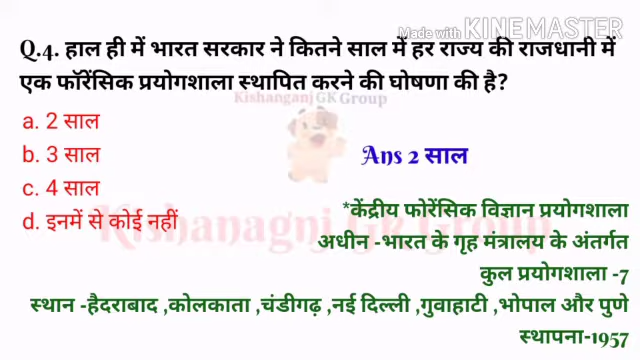 Made with KINEMASTER
Q.4. हाल ही में भारत सरकार ने कितने साल में हर राज्य की राजधानी में
एक फॉरेंसिक प्रयोगशाला स्थापित करने की घोषणा की है?
Kishanganj GK Group
a. 2 साल
b. 3 साल
Ans 2 साल
c. 4 साल
*केंद्रीय फोरेंसिक विज्ञान प्रयोगशाला
d. इनमें से कोई नहीं
Kishanagnj GK Group
अधीन -भारत के गृह मंत्रालय के अंतर्गत
कुल प्रयोगशाला -7
स्थान -हैदराबाद ,कोलकाता ,चंडीगढ़ ,नई दिल्ली ,गुवाहाटी ,भोपाल और पुणे
स्थापना-1957